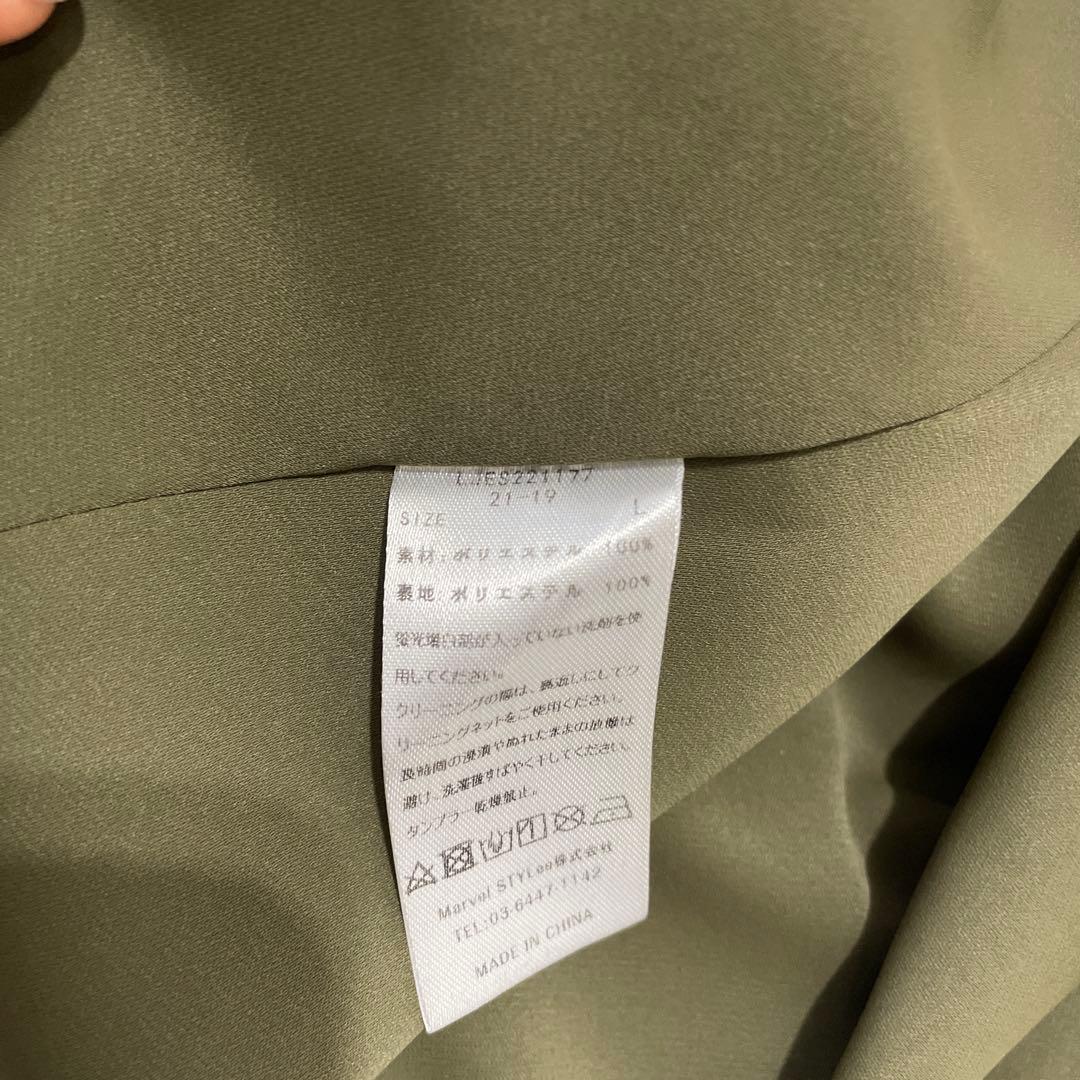 LJES221177
21-19
SIZE L
素材 ポリエステル 100%
裏地 ポリエステル 100%
蛍光増白部が入っていない洗剤を使
用してください。
クリーニングの際は、裏返しにしてク
リーニングネットをご使用ください。
長時間の浸漬やぬれたままの放置は
避け、洗濯後すばやく干してください。
タンブラー乾燥禁止。
Marvel STYLee株式会社
TEL:03-6447-1142
MADE IN CHINA